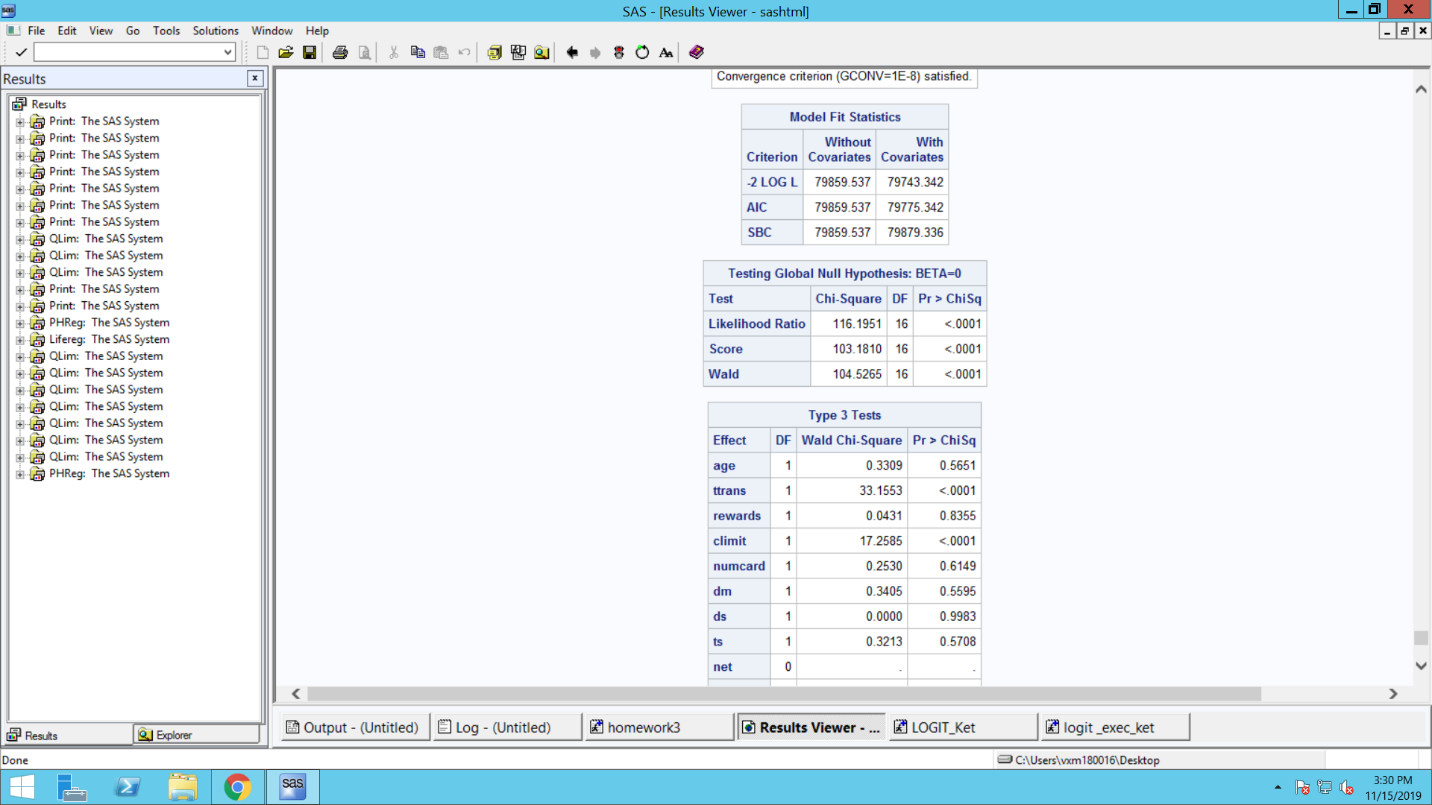 SAS - [Results Viewer - sashtml]
File Edit View Go Tools Solutions Window Help
Results
Results
Print: The SAS System
Print: The SAS System
Print: The SAS System
Print: The SAS System
Print: The SAS System
Print: The SAS System
Print: The SAS System
QLim: The SAS System
QLim: The SAS System
QLim: The SAS System
Print: The SAS System
Print: The SAS System
PHReg: The SAS System
Lifereg: The SAS System
QLim: The SAS System
QLim: The SAS System
QLim: The SAS System
QLim: The SAS System
QLim: The SAS System
QLim: The SAS System
QLim: The SAS System
PHReg: The SAS System
Results Explorer
Convergence criterion (GCONV=1E-8) satisfied.
Model Fit Statistics
Without With
Criterion Covariates Covariates
-2 LOG L 79859.537 79743.342
AIC 79859.537 79775.342
SBC 79859.537 79879.336
Testing Global Null Hypothesis: BETA=0
Test Chi-Square DF Pr > ChiSq
Likelihood Ratio 116.1951 16 <.0001
Score 103.1810 16 <.0001
Wald 104.5265 16 <.0001
Type 3 Tests
Effect DF Wald Chi-Square Pr > ChiSq
age 1 0.3309 0.5651
ttrans 1 33.1553 <.0001
rewards 1 0.0431 0.8355
climit 1 17.2585 <.0001
numcard 1 0.2530 0.6149
dm 1 0.3405 0.5595
ds 1 0.0000 0.9983
ts 1 0.3213 0.5708
net 0 . .
Output - (Untitled) Log - (Untitled) homework3 Results Viewer - ... LOGIT_Ket logit _exec_ket
Done C:\Users\vxm180016\Desktop
sas 3:30 PM
11/15/2019